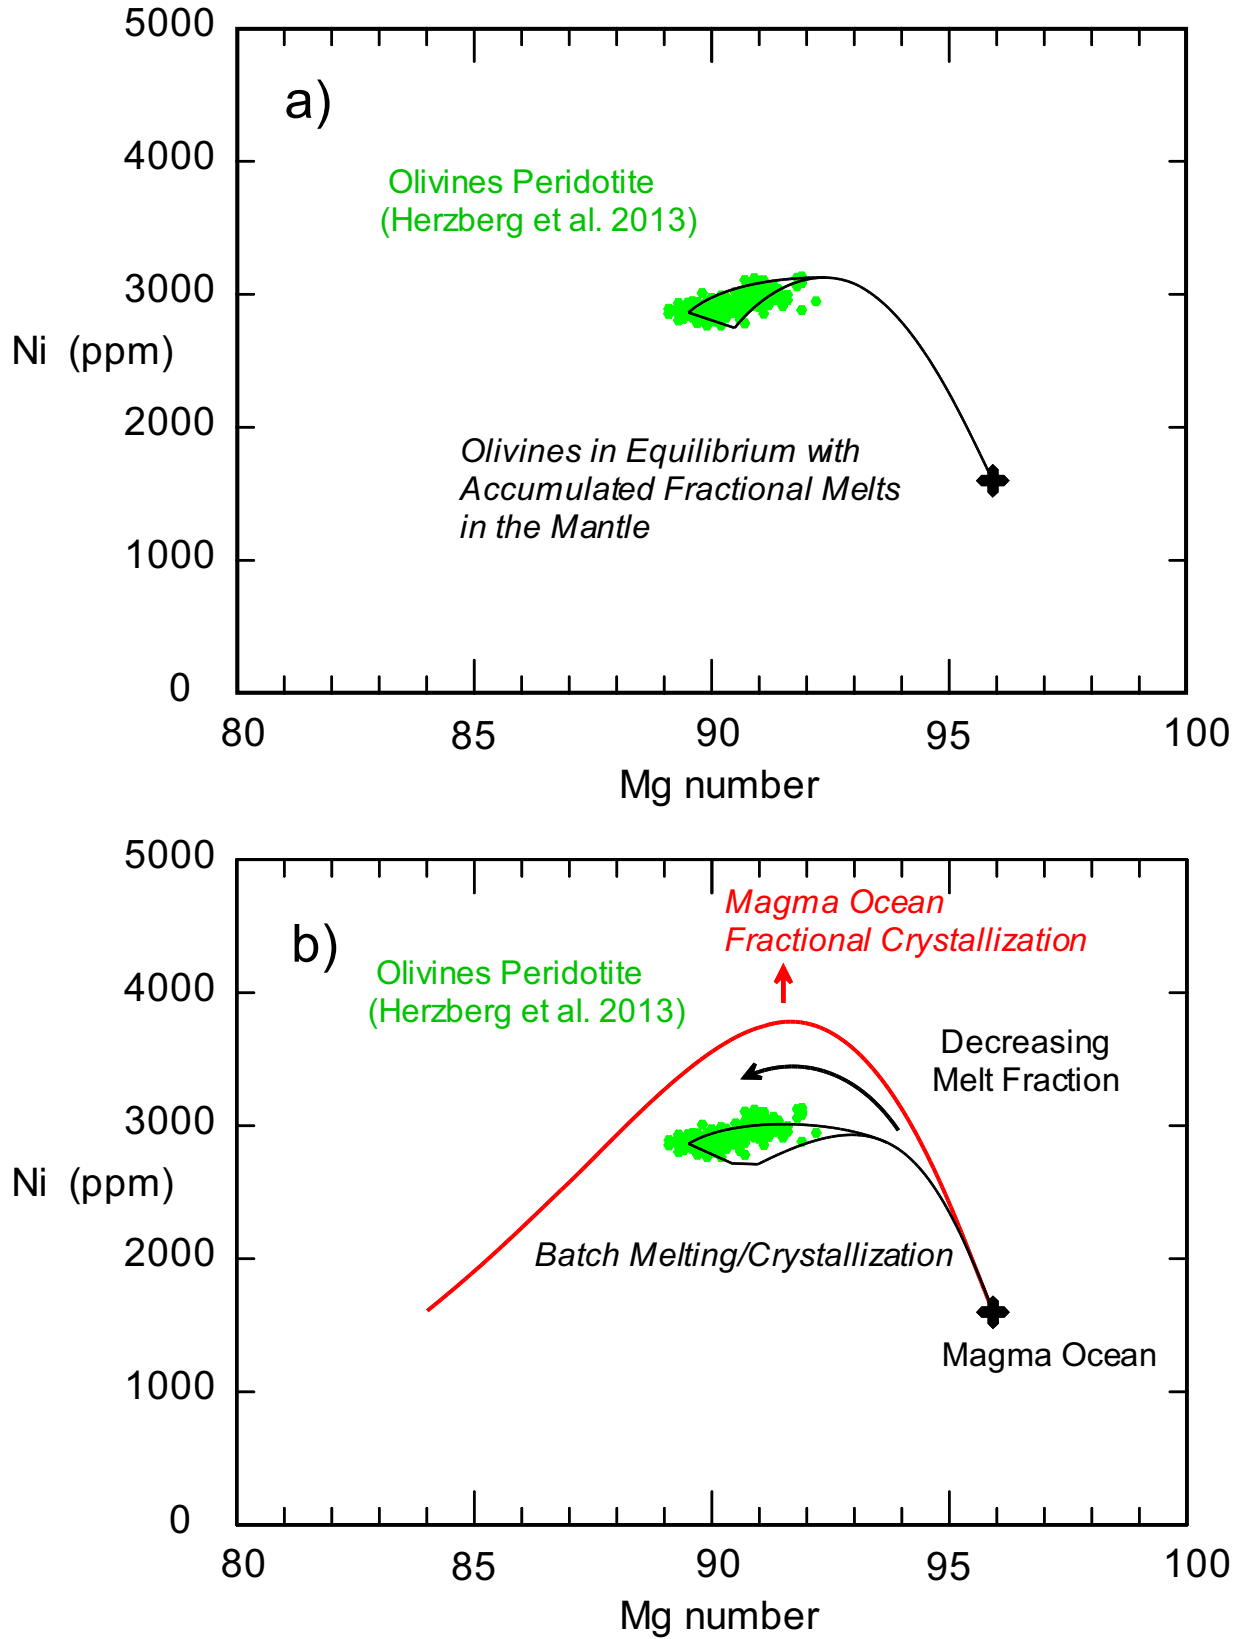 5000
a)
4000
Olivines Peridotite
(Herzberg et al. 2013)
3000
Ni (ppm)
2000
Olivines in Equilibrium with
Accumulated Fractional Melts
in the Mantle
1000
0
80 85 90 95 100
Mg number
5000
Magma Ocean
Fractional Crystallization
b)
Olivines Peridotite
(Herzberg et al. 2013)
4000
Decreasing
Melt Fraction
3000
Ni (ppm)
Batch Melting/Crystallization
2000
Magma Ocean
1000
0
80 85 90 95 100
Mg number